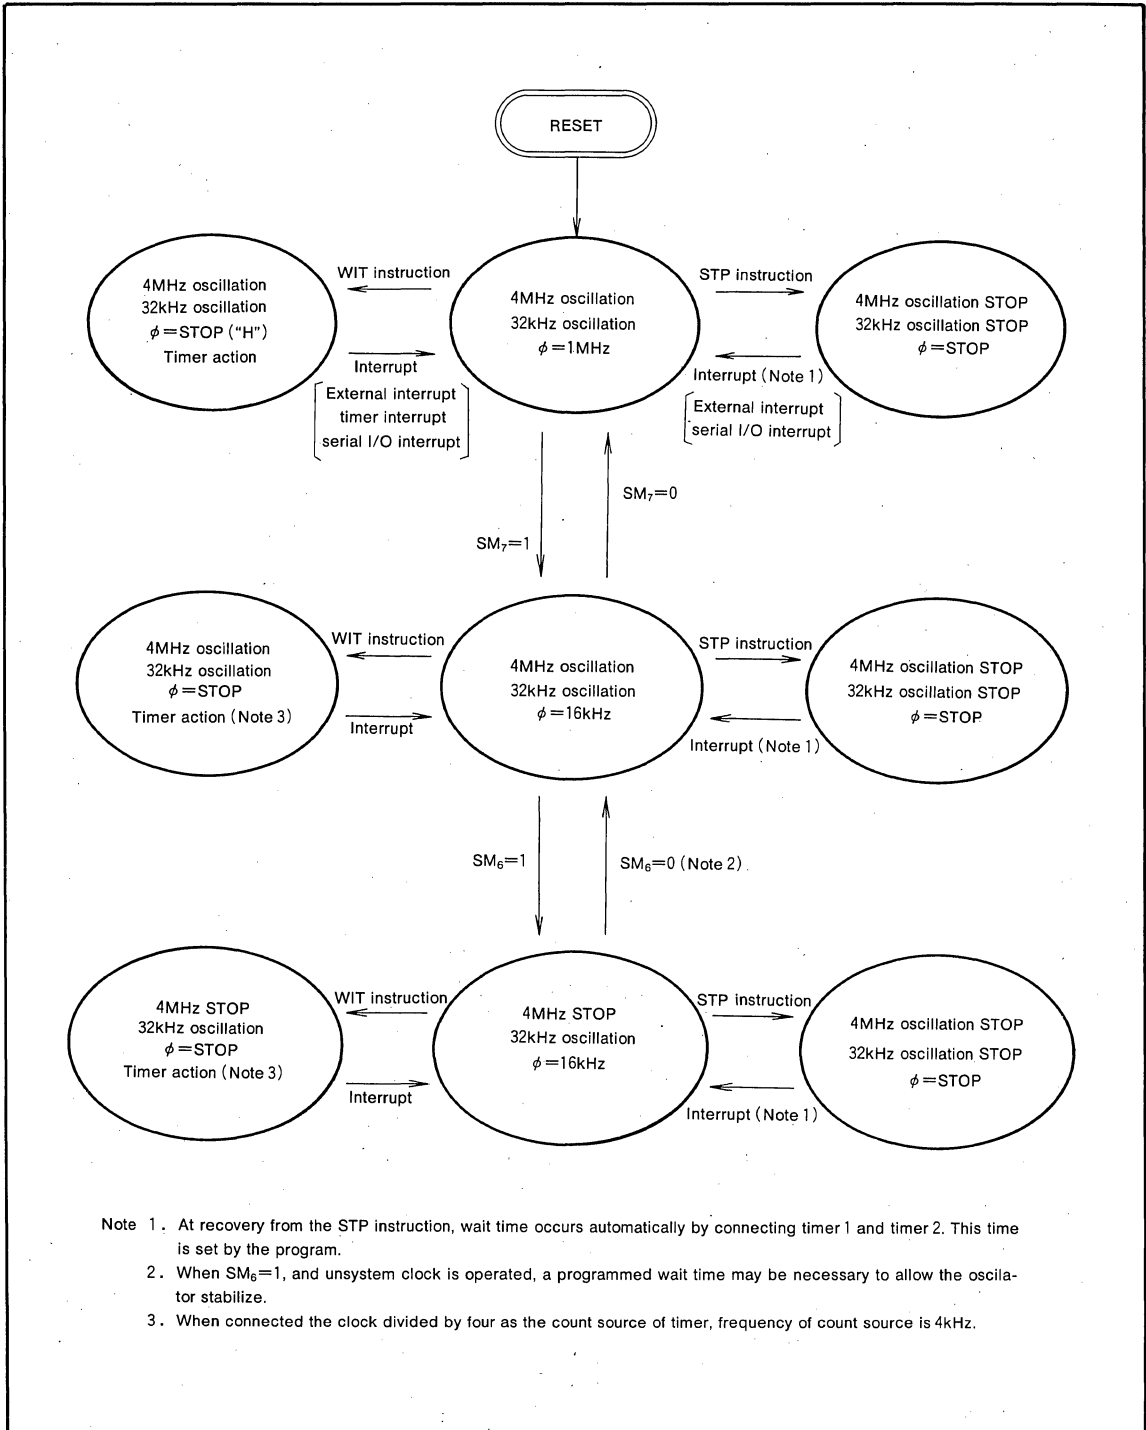 RESET
4MHz oscillation
32kHz oscillation
ϕ=STOP ("H")
Timer action
WIT instruction
Interrupt
External interrupt
timer interrupt
serial I/O interrupt
4MHz oscillation
32kHz oscillation
ϕ=1MHz
STP instruction
Interrupt (Note 1)
External interrupt
serial I/O interrupt
4MHz oscillation STOP
32kHz oscillation STOP
ϕ=STOP
SM₇=1
SM₇=0
4MHz oscillation
32kHz oscillation
ϕ=STOP
Timer action (Note 3)
WIT instruction
Interrupt
4MHz oscillation
32kHz oscillation
ϕ=16kHz
STP instruction
Interrupt (Note 1)
4MHz oscillation STOP
32kHz oscillation STOP
ϕ=STOP
SM₆=1
SM₆=0 (Note 2)
4MHz STOP
32kHz oscillation
ϕ=STOP
Timer action (Note 3)
WIT instruction
Interrupt
4MHz STOP
32kHz oscillation
ϕ=16kHz
STP instruction
Interrupt (Note 1)
4MHz oscillation STOP
32kHz oscillation STOP
ϕ=STOP
Note 1. At recovery from the STP instruction, wait time occurs automatically by connecting timer 1 and timer 2. This time
is set by the program.
2. When SM₆=1, and unsystem clock is operated, a programmed wait time may be necessary to allow the oscila-
tor stabilize.
3. When connected the clock divided by four as the count source of timer, frequency of count source is 4kHz.